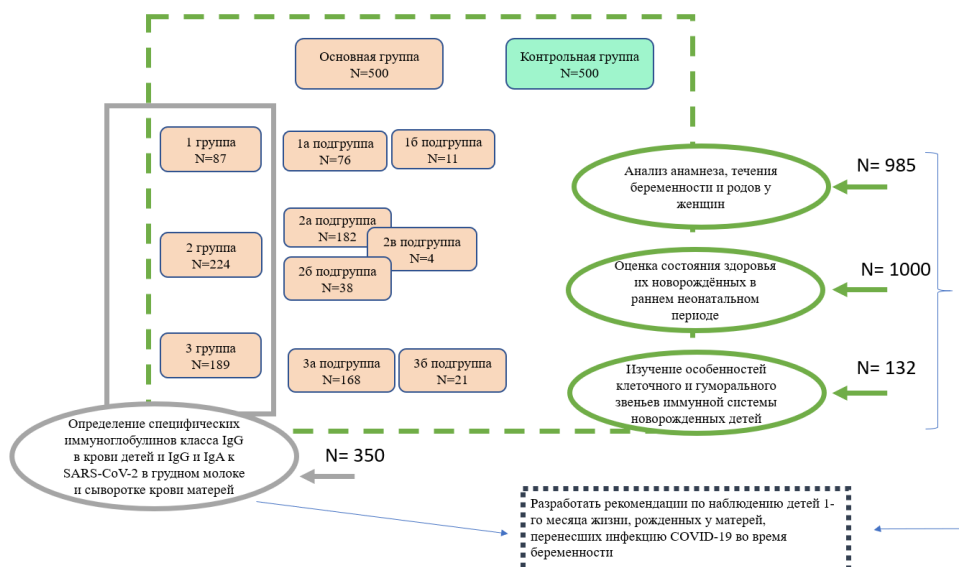 Основная группа
N=500
Контрольная группа
N=500
1 группа
N=87
1а подгруппа
N=76
1б подгруппа
N=11
2 группа
N=224
2а подгруппа
N=182
2в подгруппа
N=4
2б подгруппа
N=38
3 группа
N=189
3а подгруппа
N=168
3б подгруппа
N=21
Анализ анамнеза, течения
беременности и родов у
женщин
N= 985
Оценка состояния здоровья
их новорождённых в
раннем неонатальном
периоде
N= 1000
Изучение особенностей
клеточного и гуморального
звеньев иммунной системы
новорожденных детей
N= 132
Определение специфических
иммуноглобулинов класса IgG
в крови детей и IgG и IgA к
SARS-CoV-2 в грудном молоке
и сыворотке крови матерей
N= 350
Разработать рекомендации по наблюдению детей 1-
го месяца жизни, рожденных у матерей,
перенесших инфекцию COVID-19 во время
беременности